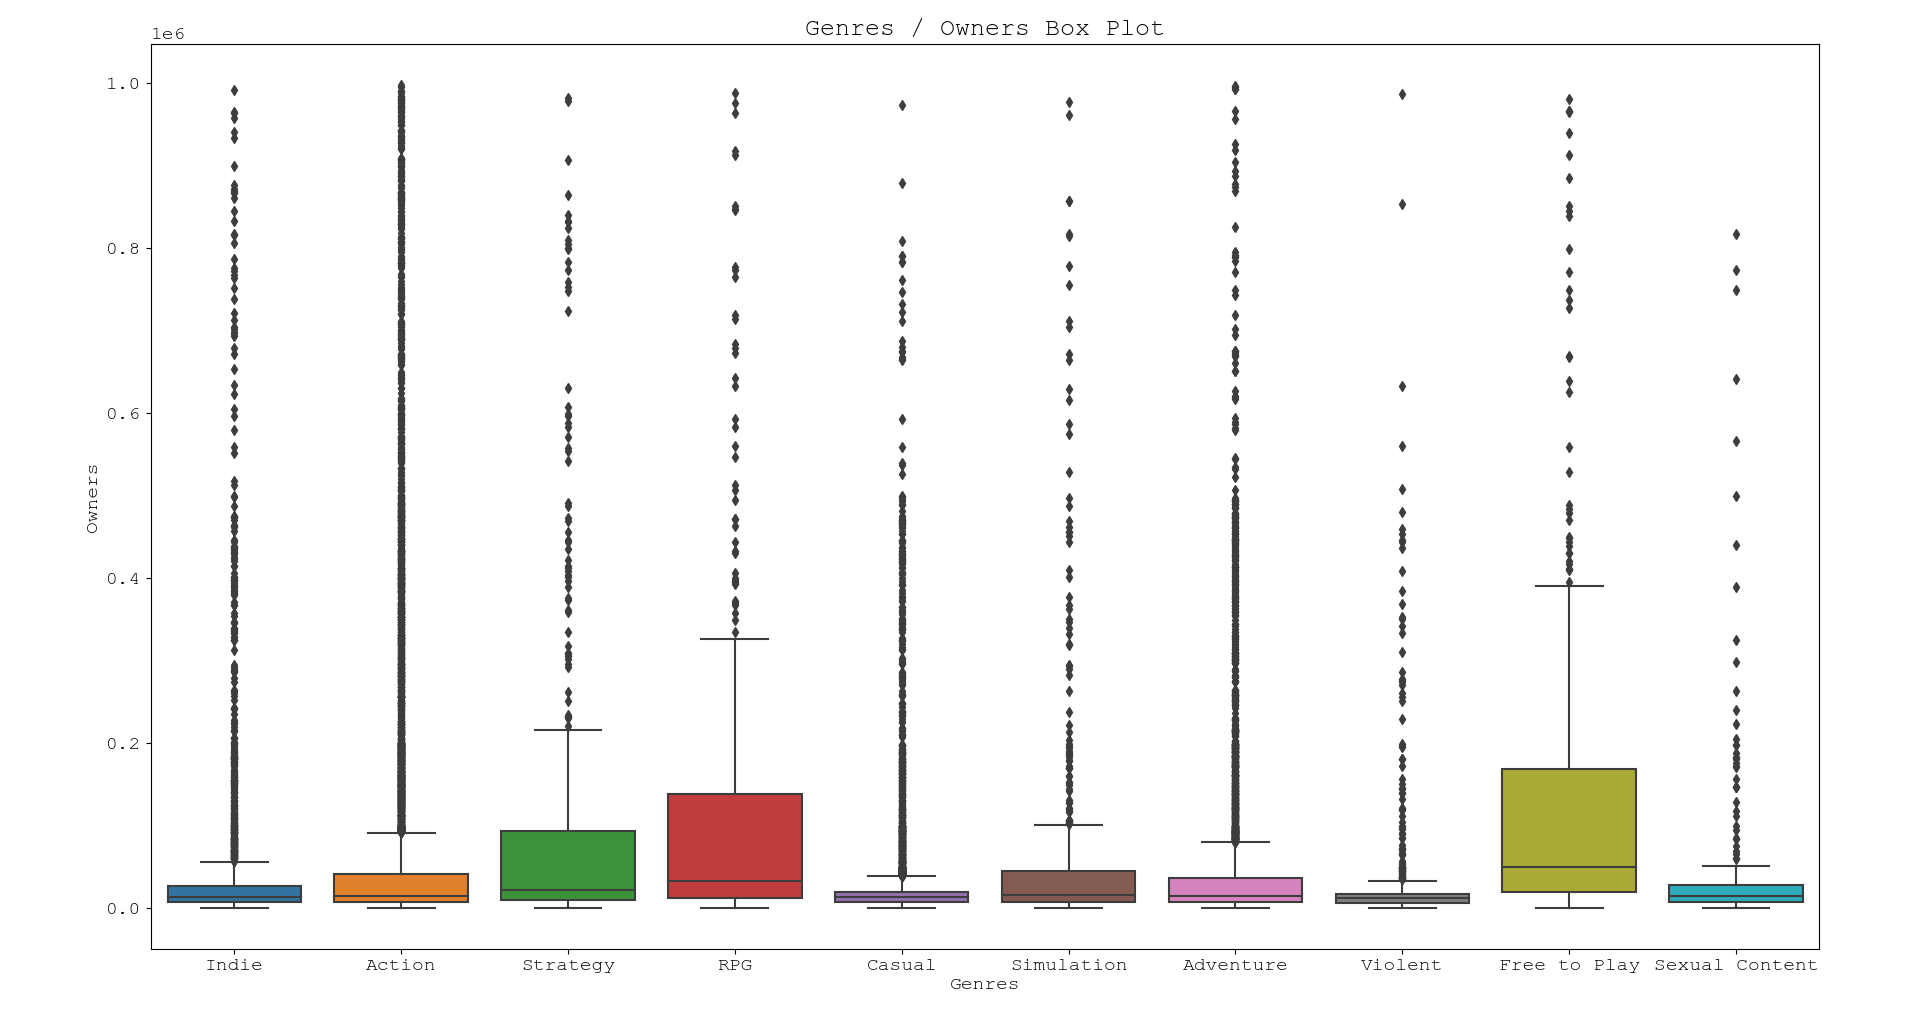 Genres / Owners Box Plot
1e6
1.0
0.8
0.6
0.4
0.2
0.0
Owners
Indie Action Strategy RPG Casual Simulation Adventure Violent Free to Play Sexual Content
Genres